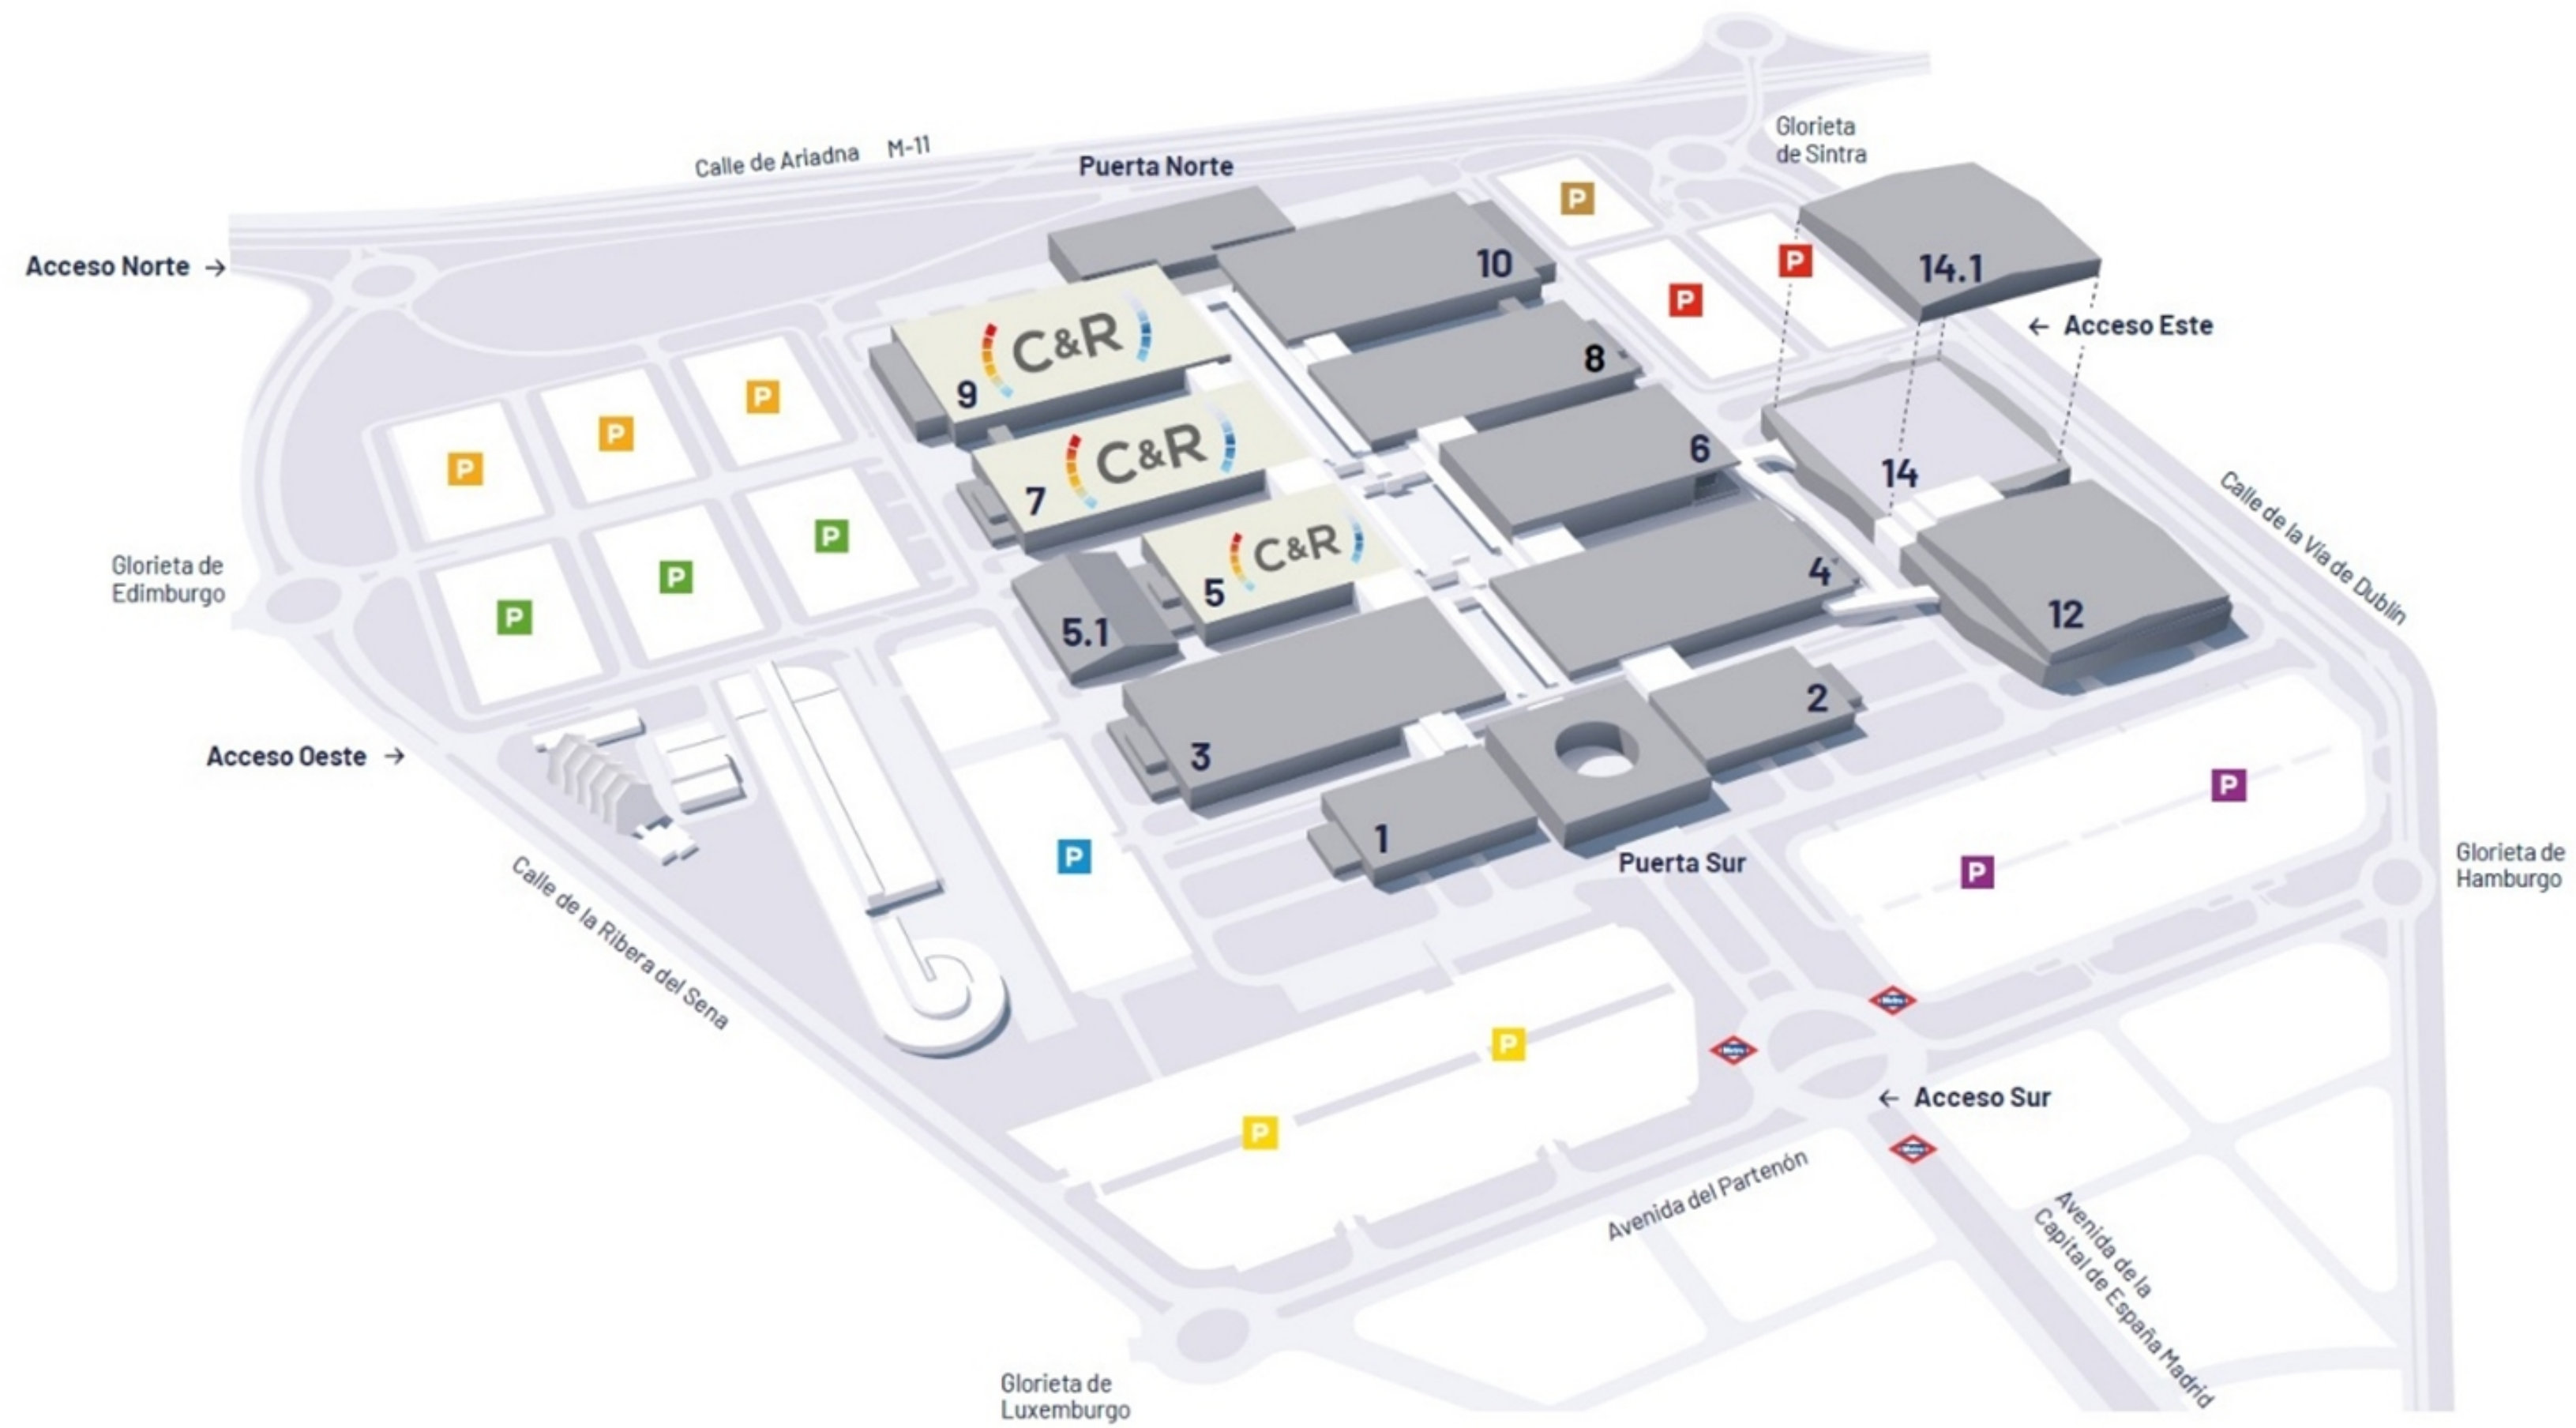 Calle de Ariadna M-11
Puerta Norte
Glorieta
de Sintra
P
Acceso Norte →
10
P
14.1
P
← Acceso Este
C&R
9
8
P
P
P
C&R
7
6
14
Calle de la Vía de Dublín
P
P
P
C&R
5
4
Glorieta de
Edimburgo
5.1
12
2
Acceso Oeste →
3
P
1
P
P
Puerta Sur
Glorieta de
Hamburgo
Calle de la Ribera del Sena
Metro
P
Metro
← Acceso Sur
P
Metro
Avenida del Partenón
Avenida de la
Capital de España Madrid
Glorieta de
Luxemburgo